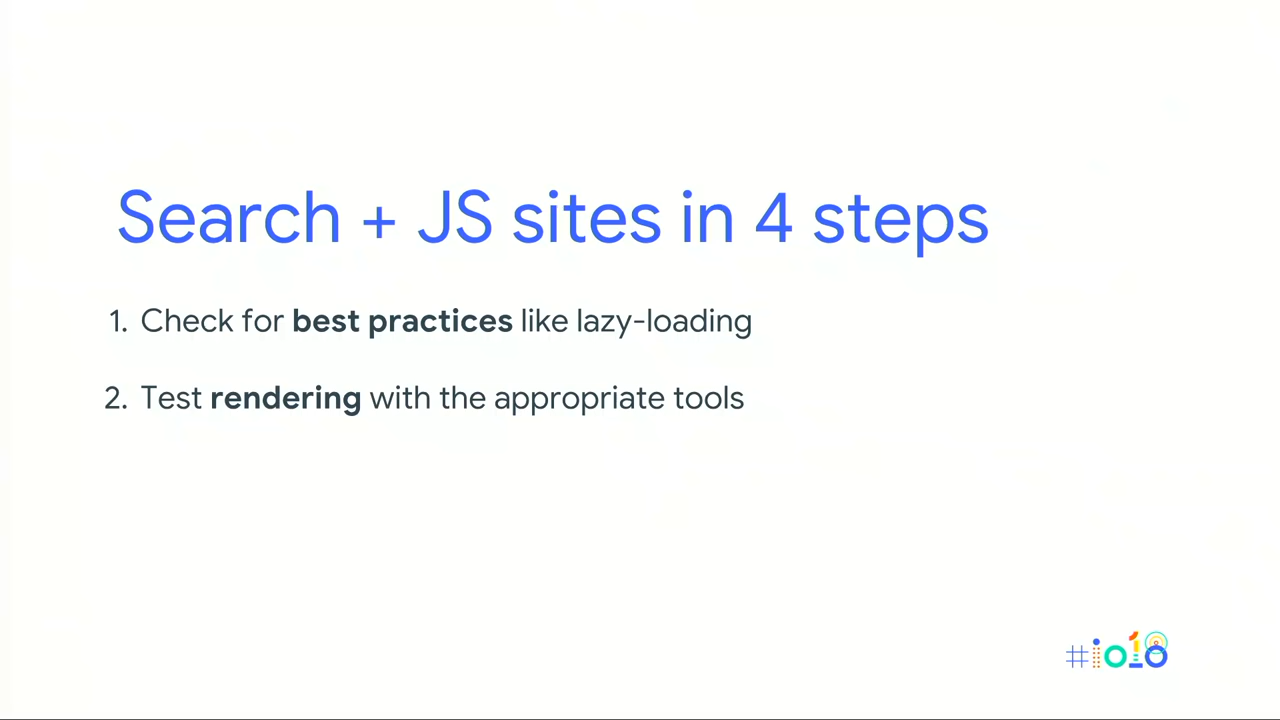 Search + JS sites in 4 steps
1. Check for best practices like lazy-loading
2. Test rendering with the appropriate tools
#io18